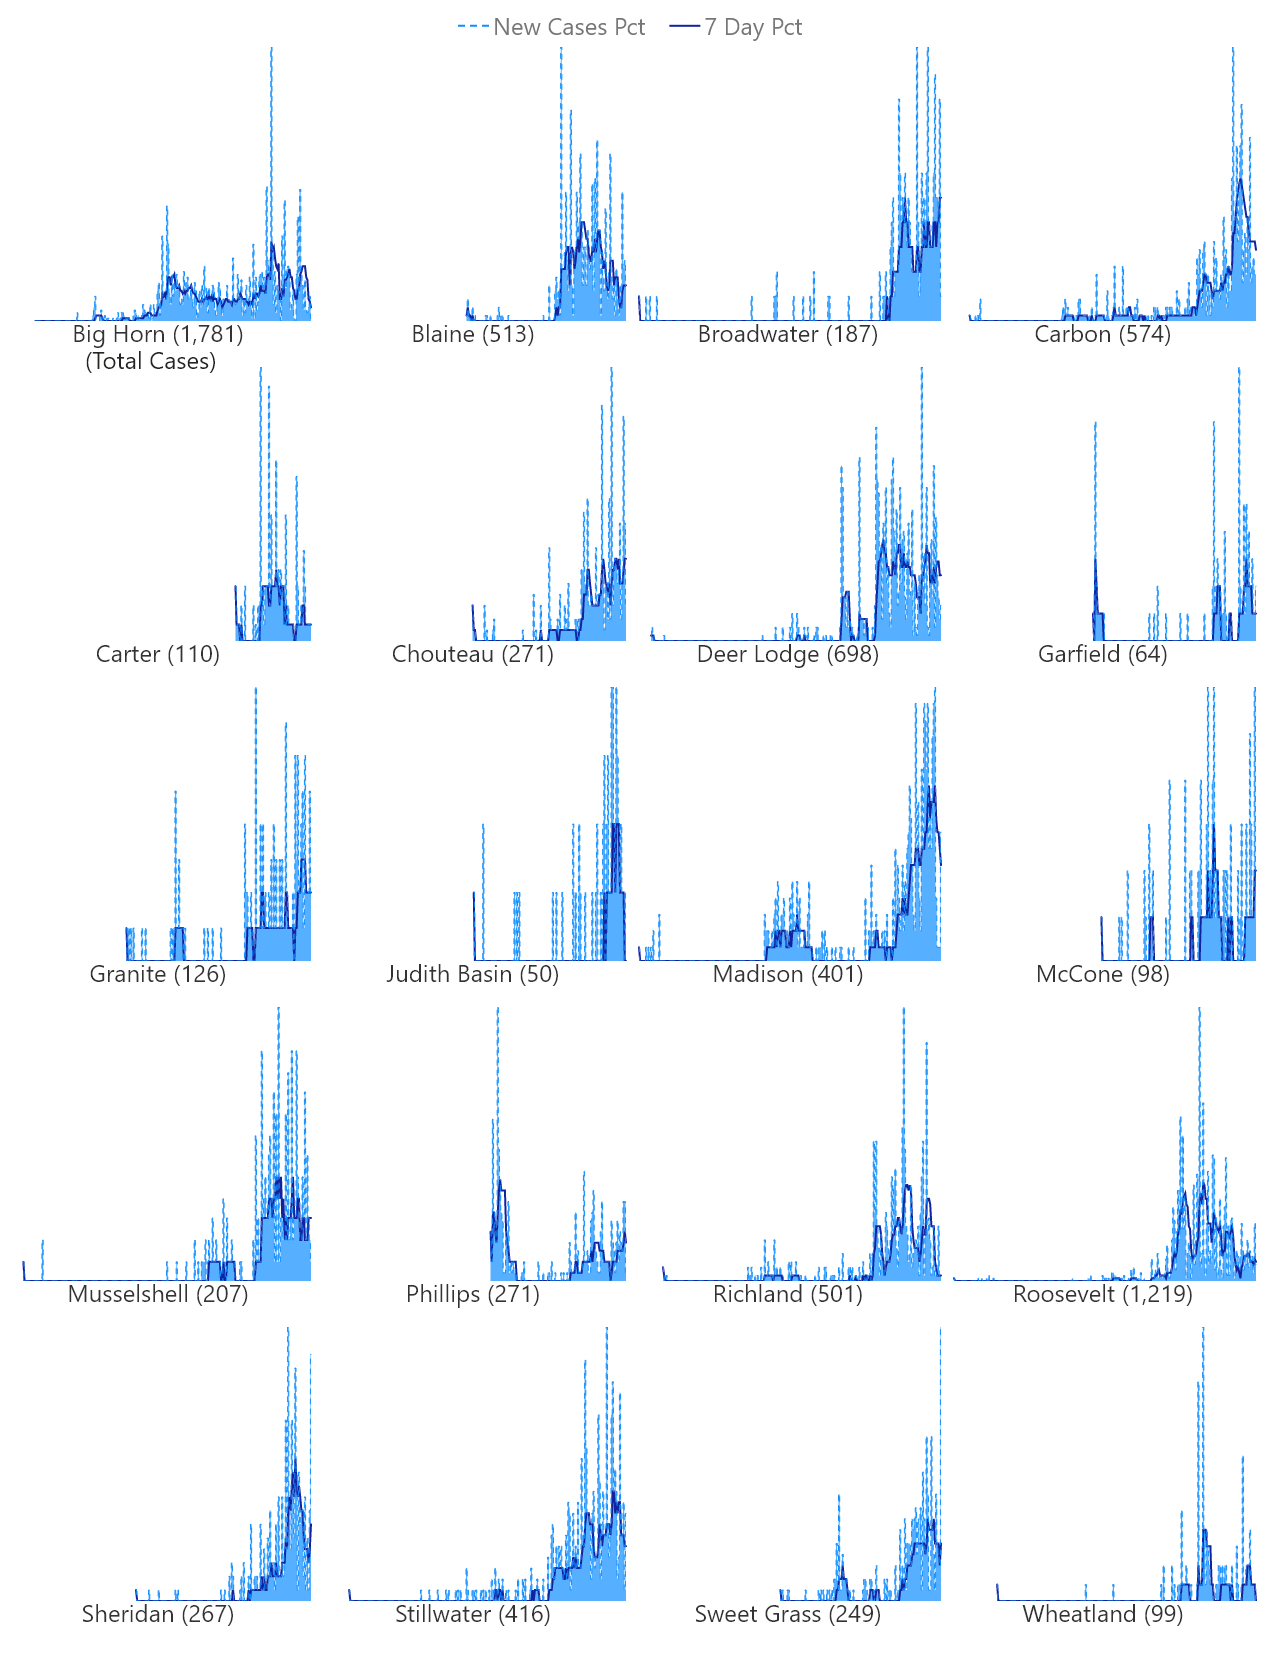 New Cases Pct 7 Day Pct
Big Horn (1,781)
(Total Cases)
Blaine (513)
Broadwater (187)
Carbon (574)
Carter (110)
Chouteau (271)
Deer Lodge (698)
Garfield (64)
Granite (126)
Judith Basin (50)
Madison (401)
McCone (98)
Musselshell (207)
Phillips (271)
Richland (501)
Roosevelt (1,219)
Sheridan (267)
Stillwater (416)
Sweet Grass (249)
Wheatland (99)